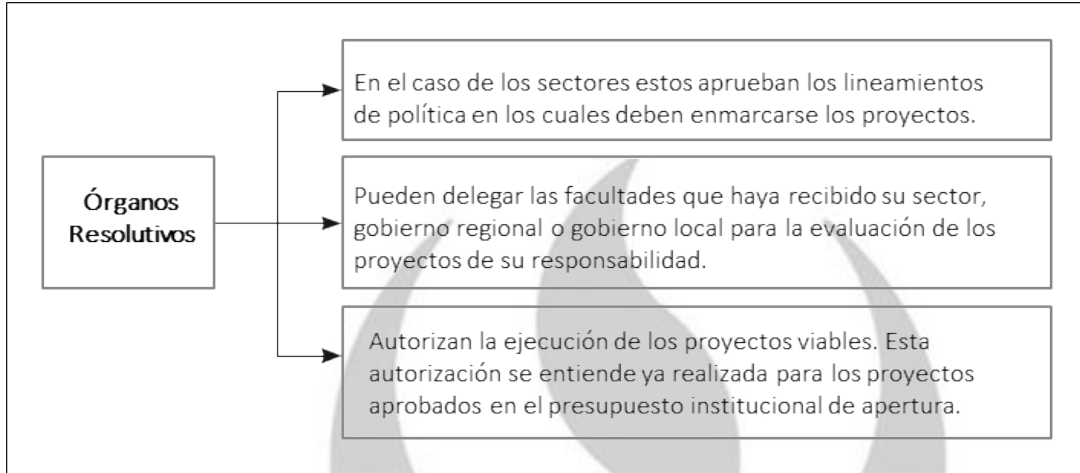 Órganos
Resolutivos
En el caso de los sectores estos aprueban los lineamientos
de política en los cuales deben enmarcarse los proyectos.
Pueden delegar las facultades que haya recibido su sector,
gobierno regional o gobierno local para la evaluación de los
proyectos de su responsabilidad.
Autorizan la ejecución de los proyectos viables. Esta
autorización se entiende ya realizada para los proyectos
aprobados en el presupuesto institucional de apertura.